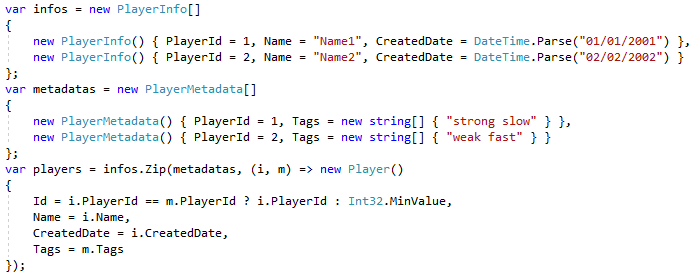 var infos = new PlayerInfo[]
{
    new PlayerInfo() { PlayerId = 1, Name = "Name1", CreatedDate = DateTime.Parse("01/01/2001") },
    new PlayerInfo() { PlayerId = 2, Name = "Name2", CreatedDate = DateTime.Parse("02/02/2002") }
};
var metadatas = new PlayerMetadata[]
{
    new PlayerMetadata() { PlayerId = 1, Tags = new string[] { "strong slow" } },
    new PlayerMetadata() { PlayerId = 2, Tags = new string[] { "weak fast" } }
};
var players = infos.Zip(metadatas, (i, m) => new Player()
{
    Id = i.PlayerId == m.PlayerId ? i.PlayerId : Int32.MinValue,
    Name = i.Name,
    CreatedDate = i.CreatedDate,
    Tags = m.Tags
});